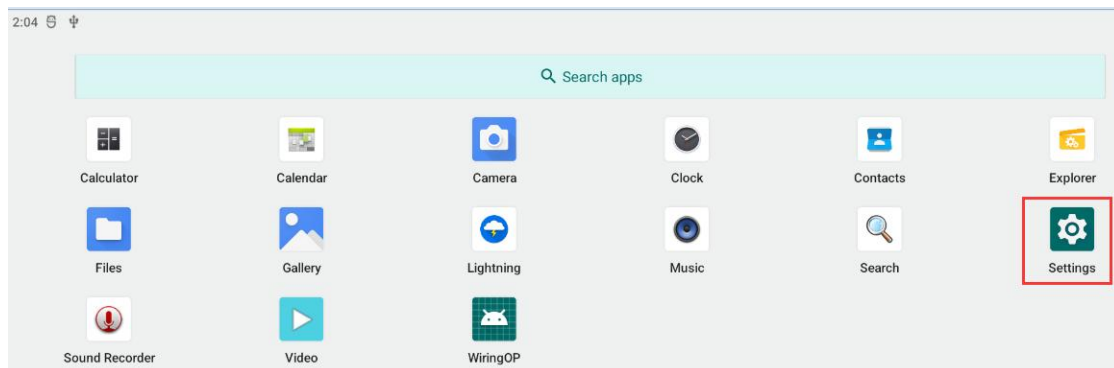 2:04
Search apps
Calculator Calendar Camera Clock Contacts Explorer
Files Gallery Lightning Music Search Settings
Sound Recorder Video WiringOP